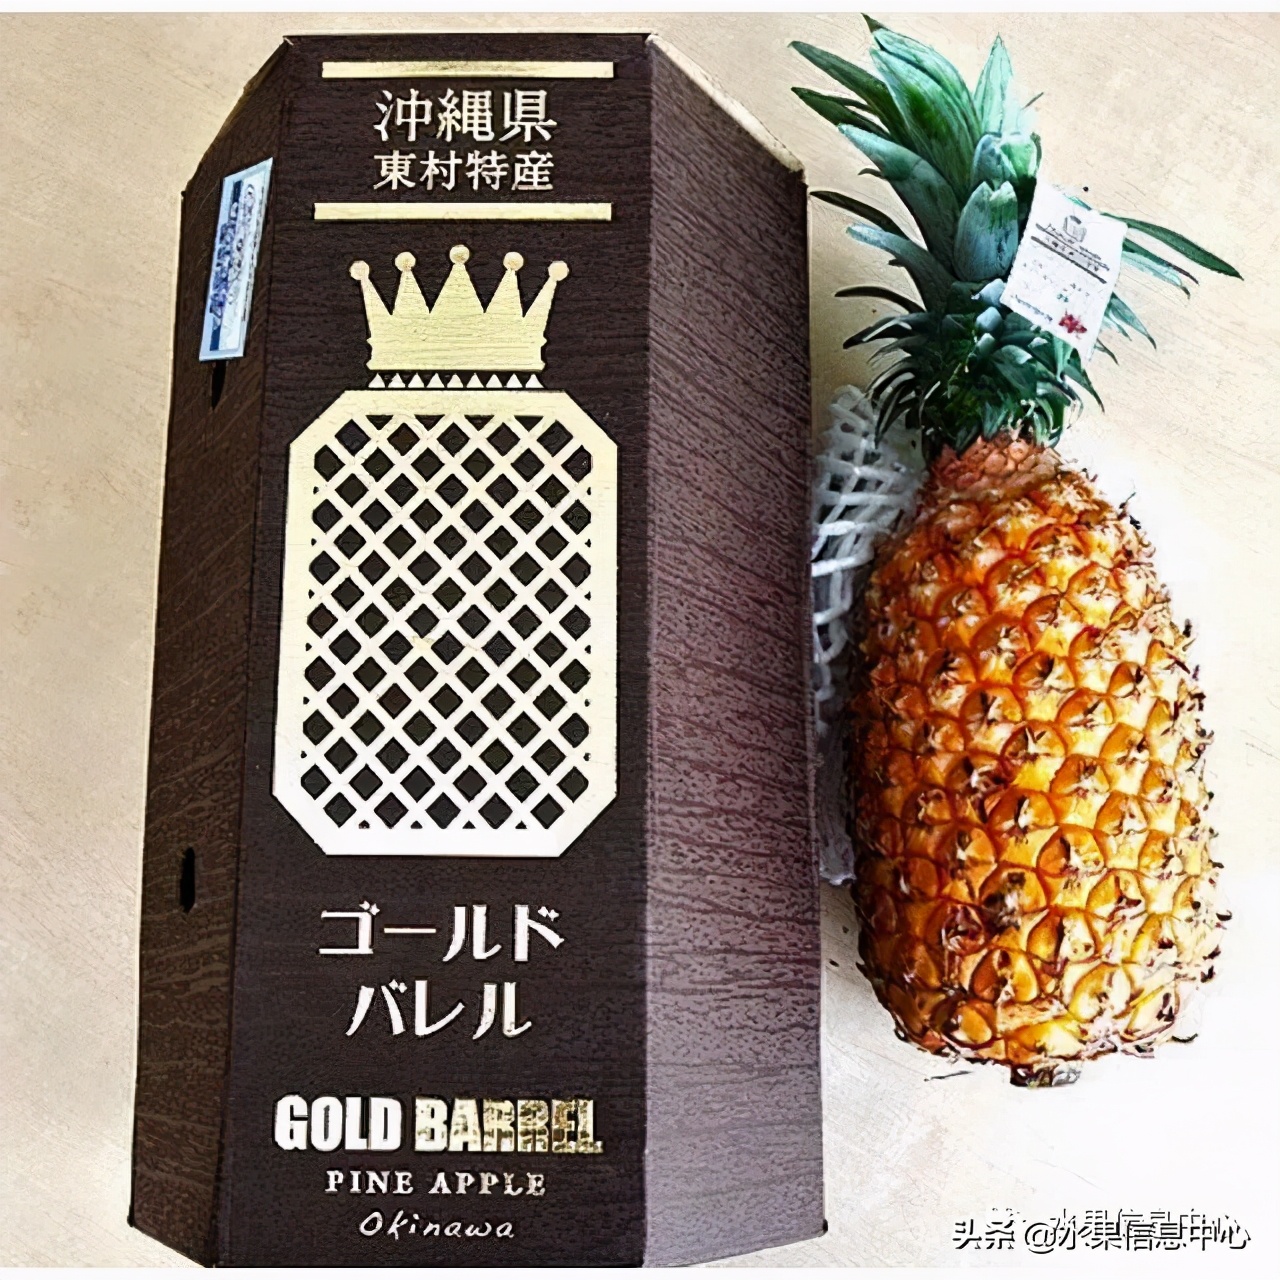 沖縄県
東村特産
ゴールド
バレル
GOLD BARREL
PINE APPLE
Okinawa
头条 @水果信息中心